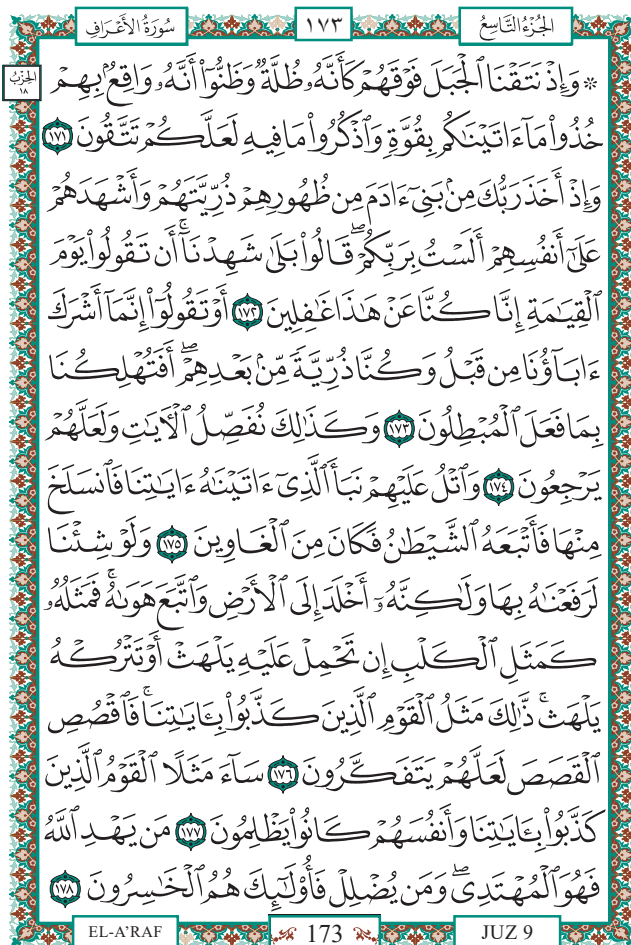 سُورَةُ الأَعْرَافِ ١٧٣ الجُزْءُ التَّاسِعُ
الحِزْبُ
١٨
۞ وَإِذْ نَتَقْنَا ٱلْجَبَلَ فَوْقَهُمْ كَأَنَّهُۥ ظُلَّةٌ وَظَنُّوٓا۟ أَنَّهُۥ وَاقِعٌۢ بِهِمْ
خُذُوا۟ مَآ ءَاتَيْنَٰكُم بِقُوَّةٍ وَٱذْكُرُوا۟ مَا فِيهِ لَعَلَّكُمْ تَتَّقُونَ ١٧١
وَإِذْ أَخَذَ رَبُّكَ مِنۢ بَنِىٓ ءَادَمَ مِن ظُهُورِهِمْ ذُرِّيَّتَهُمْ وَأَشْهَدَهُمْ
عَلَىٰٓ أَنفُسِهِمْ أَلَسْتُ بِرَبِّكُمْ ۖ قَالُوا۟ بَلَىٰ شَهِدْنَآ ۚ أَن تَقُولُوا۟ يَوْمَ
ٱلْقِيَٰمَةِ إِنَّا كُنَّا عَنْ هَٰذَا غَٰفِلِينَ ١٧٢ أَوْ تَقُولُوٓا۟ إِنَّمَآ أَشْرَكَ
ءَابَآؤُنَا مِن قَبْلُ وَكُنَّا ذُرِّيَّةً مِّنۢ بَعْدِهِمْ ۖ أَفَتُهْلِكُنَا
بِمَا فَعَلَ ٱلْمُبْطِلُونَ ١٧٣ وَكَذَٰلِكَ نُفَصِّلُ ٱلْءَايَٰتِ وَلَعَلَّهُمْ
يَرْجِعُونَ ١٧٤ وَٱتْلُ عَلَيْهِمْ نَبَأَ ٱلَّذِىٓ ءَاتَيْنَٰهُ ءَايَٰتِنَا فَٱنسَلَخَ
مِنْهَا فَأَتْبَعَهُ ٱلشَّيْطَٰنُ فَكَانَ مِنَ ٱلْغَاوِينَ ١٧٥ وَلَوْ شِئْنَا
لَرَفَعْنَٰهُ بِهَا وَلَٰكِنَّهُۥٓ أَخْلَدَ إِلَى ٱلْأَرْضِ وَٱتَّبَعَ هَوَىٰهُ ۚ فَمَثَلُهُۥ
كَمَثَلِ ٱلْكَلْبِ إِن تَحْمِلْ عَلَيْهِ يَلْهَثْ أَوْ تَتْرُكْهُ
يَلْهَث ۚ ذَّٰلِكَ مَثَلُ ٱلْقَوْمِ ٱلَّذِينَ كَذَّبُوا۟ بِـَٔايَٰتِنَا ۚ فَٱقْصُصِ
ٱلْقَصَصَ لَعَلَّهُمْ يَتَفَكَّرُونَ ١٧٦ سَآءَ مَثَلًا ٱلْقَوْمُ ٱلَّذِينَ
كَذَّبُوا۟ بِـَٔايَٰتِنَا وَأَنفُسَهُمْ كَانُوا۟ يَظْلِمُونَ ١٧٧ مَن يَهْدِ ٱللَّهُ
فَهُوَ ٱلْمُهْتَدِى ۖ وَمَن يُضْلِلْ فَأُو۟لَٰٓئِكَ هُمُ ٱلْخَٰسِرُونَ ١٧٨
EL-A'RAF 173 JUZ 9